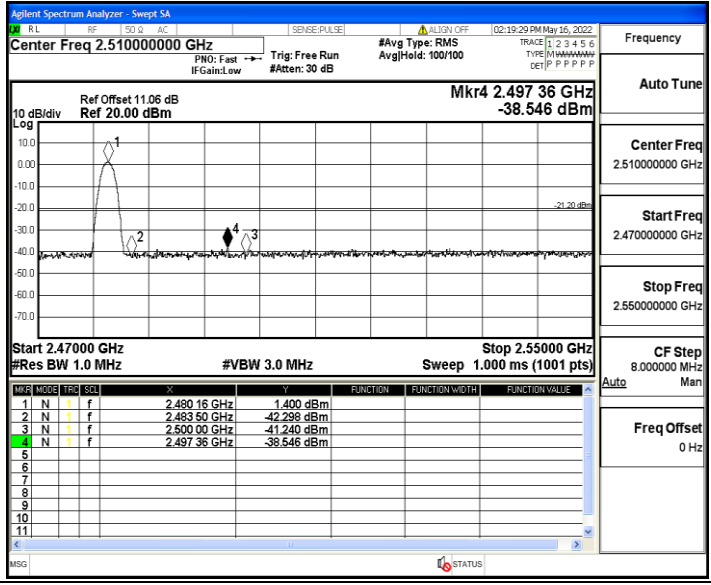 Agilent Spectrum Analyzer - Swept SA
RL RF 50 Ω AC SENSE:PULSE ALIGN OFF 02:19:29 PM May 16, 2022
Center Freq 2.510000000 GHz
PNO: Fast
IFGain:Low
Trig: Free Run
#Atten: 30 dB
#Avg Type: RMS
Avg|Hold: 100/100
TRACE 1 2 3 4 5 6
TYPE M WWWWW
DET P P P P P P
Ref Offset 11.06 dB
10 dB/div Ref 20.00 dBm
Log
Mkr4 2.497 36 GHz
-38.546 dBm
10.0
0.00
-10.0
-20.0
-30.0
-40.0
-50.0
-60.0
-70.0
1
2
4
3
-21.20 dBm
Start 2.47000 GHz Stop 2.55000 GHz
#Res BW 1.0 MHz #VBW 3.0 MHz Sweep 1.000 ms (1001 pts)
MKR MODE TRC SCL X Y FUNCTION FUNCTION WIDTH FUNCTION VALUE
1 N 1 f 2.480 16 GHz 1.400 dBm
2 N 1 f 2.483 50 GHz -42.298 dBm
3 N 1 f 2.500 00 GHz -41.240 dBm
4 N 1 f 2.497 36 GHz -38.546 dBm
5
6
7
8
9
10
11
MSG STATUS
Frequency
Auto Tune
Center Freq
2.510000000 GHz
Start Freq
2.470000000 GHz
Stop Freq
2.550000000 GHz
CF Step
8.000000 MHz
Auto Man
Freq Offset
0 Hz